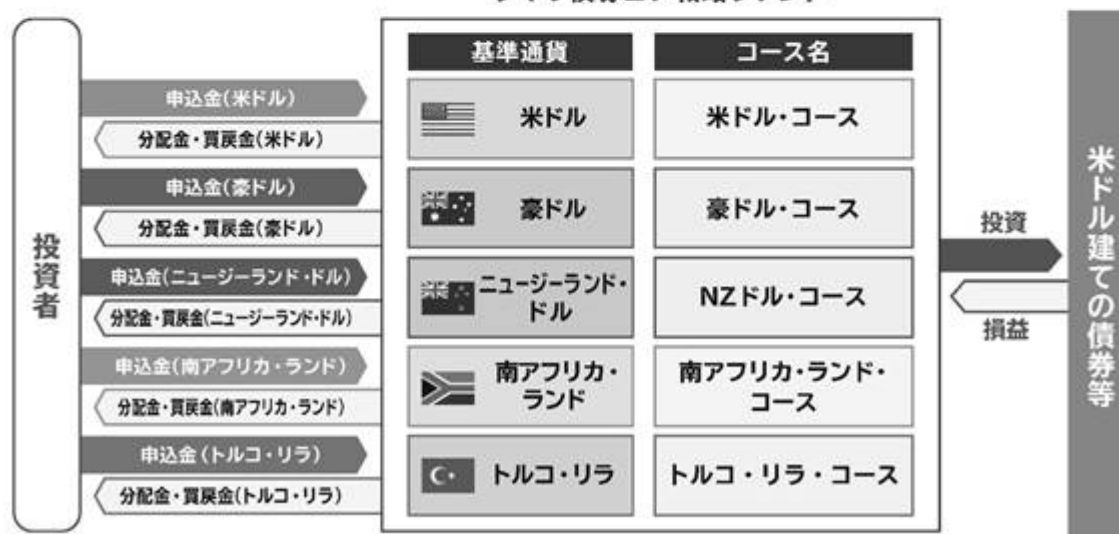 投資者
申込金(米ドル)
分配金・買戻金(米ドル)
申込金(豪ドル)
分配金・買戻金(豪ドル)
申込金(ニュージーランド・ドル)
分配金・買戻金(ニュージーランド・ドル)
申込金(南アフリカ・ランド)
分配金・買戻金(南アフリカ・ランド)
申込金(トルコ・リラ)
分配金・買戻金(トルコ・リラ)
基準通貨
コース名
米ドル
米ドル・コース
豪ドル
豪ドル・コース
ニュージーランド・
ドル
NZドル・コース
南アフリカ・
ランド
南アフリカ・ランド・
コース
トルコ・リラ
トルコ・リラ・コース
投資
損益
米ドル建ての債券等